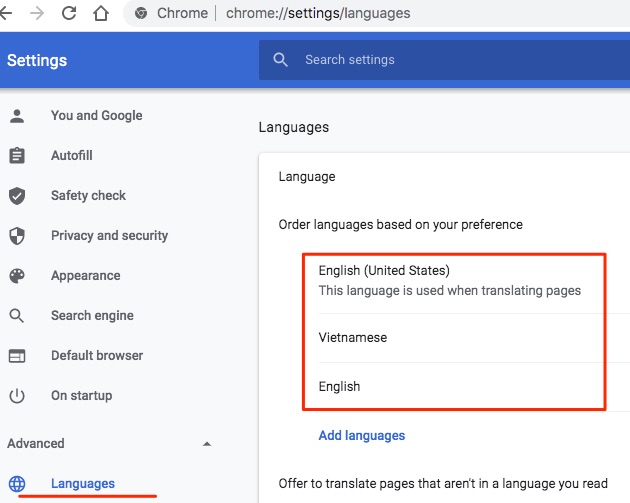 Chrome | chrome://settings/languages
Settings
Search settings
You and Google
Autofill
Safety check
Privacy and security
Appearance
Search engine
Default browser
On startup
Advanced
Languages
Languages
Language
Order languages based on your preference
English (United States)
This language is used when translating pages
Vietnamese
English
Add languages
Offer to translate pages that aren't in a language you read